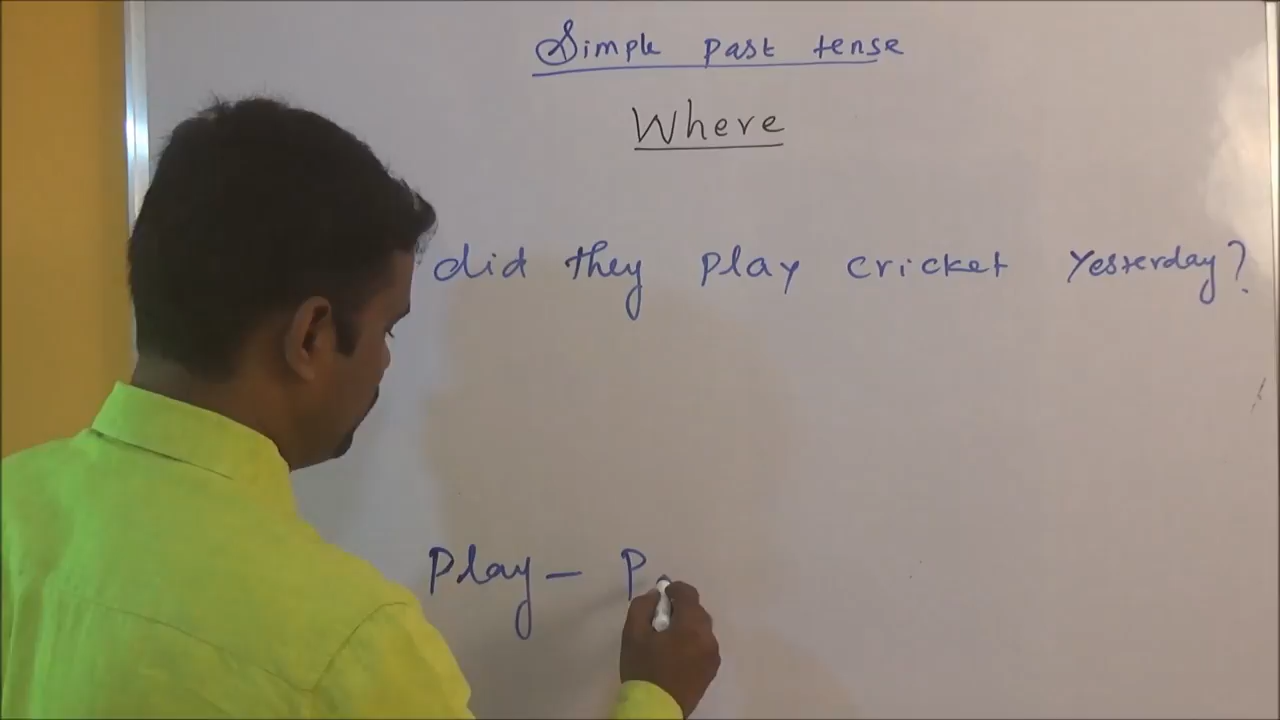 Simple past tense
Where
did they play cricket yesterday?
Play – P